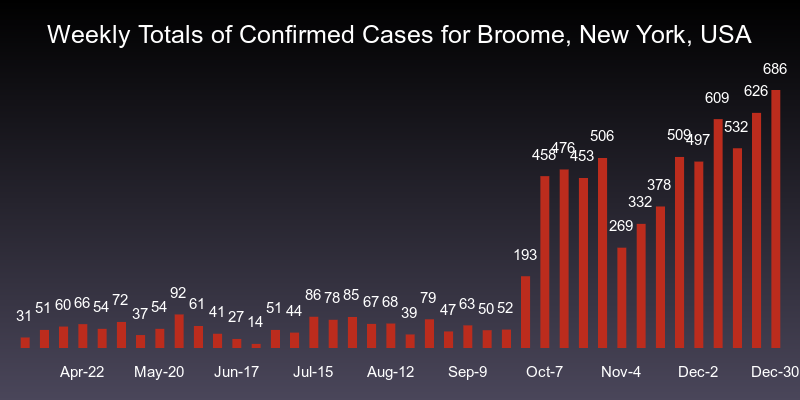 Weekly Totals of Confirmed Cases for Broome, New York, USA
31 51 60 66 54 72 37 54 92 61 41 27 14 51 44 86 78 85 67 68 39 79 47 63 50 52 193 458 476 453 506 269 332 378 509 497 609 532 626 686
Apr-22 May-20 Jun-17 Jul-15 Aug-12 Sep-9 Oct-7 Nov-4 Dec-2 Dec-30